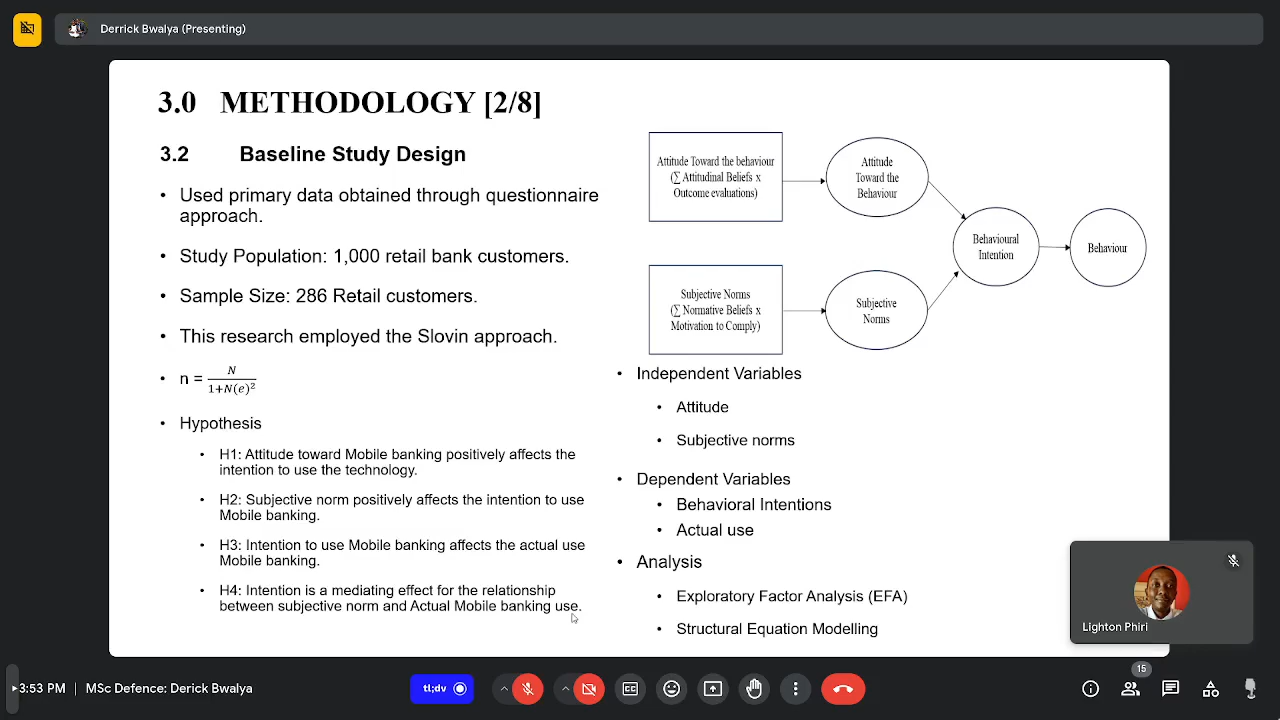 Derrick Bwalya (Presenting)
3.0 METHODOLOGY [2/8]
3.2 Baseline Study Design
• Used primary data obtained through questionnaire
approach.
• Study Population: 1,000 retail bank customers.
• Sample Size: 286 Retail customers.
• This research employed the Slovin approach.
• n = N / 1+N(e)²
• Hypothesis
• H1: Attitude toward Mobile banking positively affects the
intention to use the technology.
• H2: Subjective norm positively affects the intention to use
Mobile banking.
• H3: Intention to use Mobile banking affects the actual use
Mobile banking.
• H4: Intention is a mediating effect for the relationship
between subjective norm and Actual Mobile banking use.
Attitude Toward the behaviour
(∑ Attitudinal Beliefs x
Outcome evaluations)
Attitude
Toward the
Behaviour
Behavioural
Intention
Behaviour
Subjective Norms
(∑ Normative Beliefs x
Motivation to Comply)
Subjective
Norms
• Independent Variables
• Attitude
• Subjective norms
• Dependent Variables
• Behavioral Intentions
• Actual use
• Analysis
• Exploratory Factor Analysis (EFA)
• Structural Equation Modelling
Lighton Phiri
3:53 PM | MSc Defence: Derick Bwalya
tl;dv
CC
15